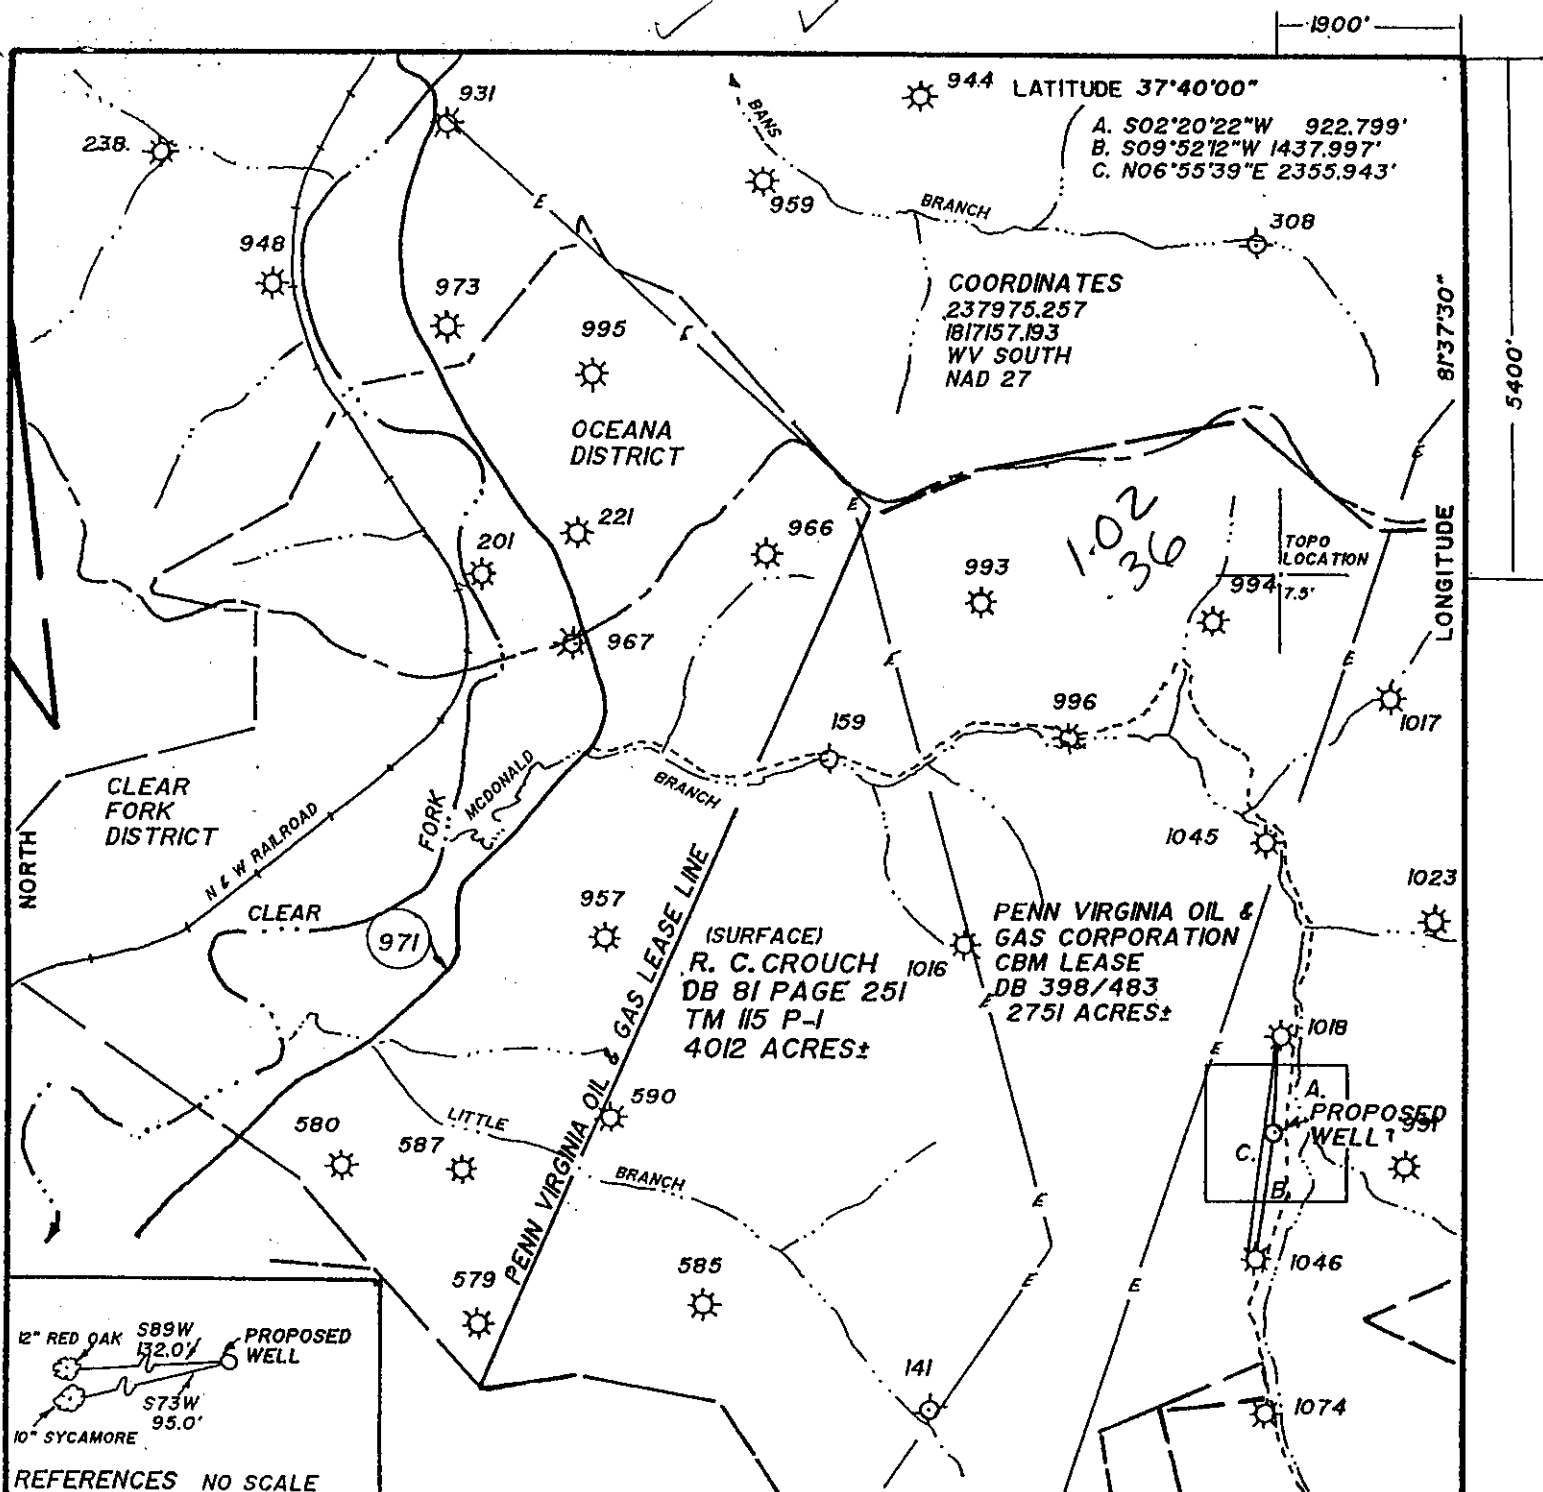 1900'
931
944
LATITUDE 37°40'00"
238
BANS
A. S02°20'22"W 922.799'
B. S09°52'12"W 1437.997'
C. N06°55'39"E 2355.943'
959
E
BRANCH
308
948
973
COORDINATES
237975.257
1817157.193
WV SOUTH
NAD 27
81°37'30"
5400'
995
E
OCEANA
DISTRICT
E
E
1.02
.36
221
966
201
993
TOPO
LOCATION
994
7.5'
LONGITUDE
967
E
E
996
1017
159
MCDONALD
BRANCH
CLEAR
FORK
DISTRICT
FORK
N & W RAILROAD
1045
NORTH
957
1023
CLEAR
971
PENN VIRGINIA OIL & GAS LEASE LINE
(SURFACE)
R. C. CROUCH
DB 81 PAGE 251
TM 115 P-1
4012 ACRES±
1016
PENN VIRGINIA OIL &
GAS CORPORATION
CBM LEASE
DB 398/483
2751 ACRES±
E
1018
E
A.
PROPOSED
WELL
991
C.
B.
590
580
587
LITTLE
BRANCH
E
1046
579
585
E
E
12" RED OAK
S89W
132.0'
PROPOSED
WELL
S73W
95.0'
10" SYCAMORE
141
1074
REFERENCES NO SCALE